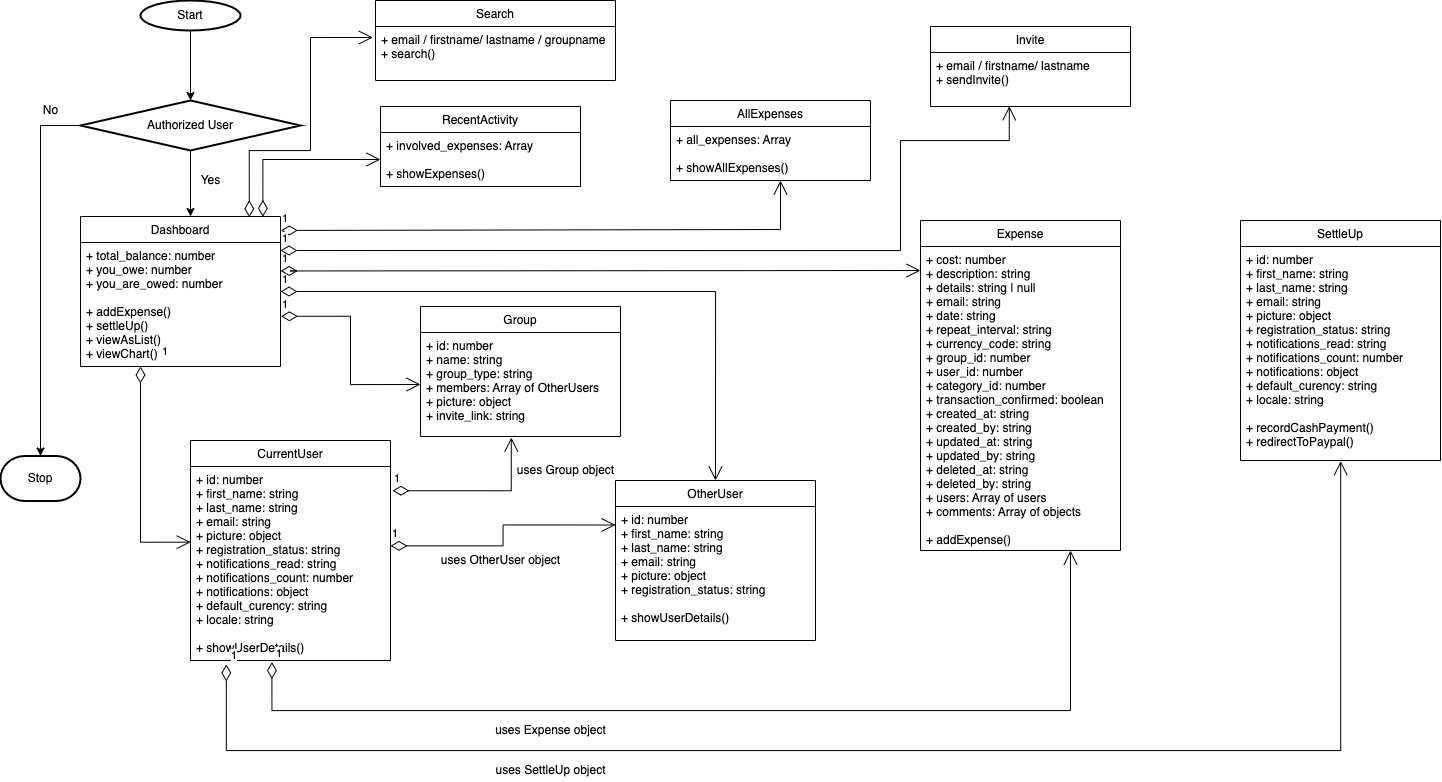 Start
No
Authorized User
Yes
Search
+ email / firstname/ lastname / groupname
+ search()
RecentActivity
+ involved_expenses: Array
+ showExpenses()
AllExpenses
+ all_expenses: Array
+ showAllExpenses()
Invite
+ email / firstname/ lastname
+ sendInvite()
Dashboard
+ total_balance: number
+ you_owe: number
+ you_are_owed: number
+ addExpense()
+ settleUp()
+ viewAsList()
+ viewChart()
1
1
1
1
1
1
Group
+ id: number
+ name: string
+ group_type: string
+ members: Array of OtherUsers
+ picture: object
+ invite_link: string
Expense
+ cost: number
+ description: string
+ details: string | null
+ email: string
+ date: string
+ repeat_interval: string
+ currency_code: string
+ group_id: number
+ user_id: number
+ category_id: number
+ transaction_confirmed: boolean
+ created_at: string
+ created_by: string
+ updated_at: string
+ updated_by: string
+ deleted_at: string
+ deleted_by: string
+ users: Array of users
+ comments: Array of objects
+ addExpense()
SettleUp
+ id: number
+ first_name: string
+ last_name: string
+ email: string
+ picture: object
+ registration_status: string
+ notifications_read: string
+ notifications_count: number
+ notifications: object
+ default_curency: string
+ locale: string
+ recordCashPayment()
+ redirectToPaypal()
Stop
CurrentUser
+ id: number
+ first_name: string
+ last_name: string
+ email: string
+ picture: object
+ registration_status: string
+ notifications_read: string
+ notifications_count: number
+ notifications: object
+ default_curency: string
+ locale: string
+ showUserDetails()
1
1
1
uses Group object
1
uses OtherUser object
OtherUser
+ id: number
+ first_name: string
+ last_name: string
+ email: string
+ picture: object
+ registration_status: string
+ showUserDetails()
uses Expense object
uses SettleUp object